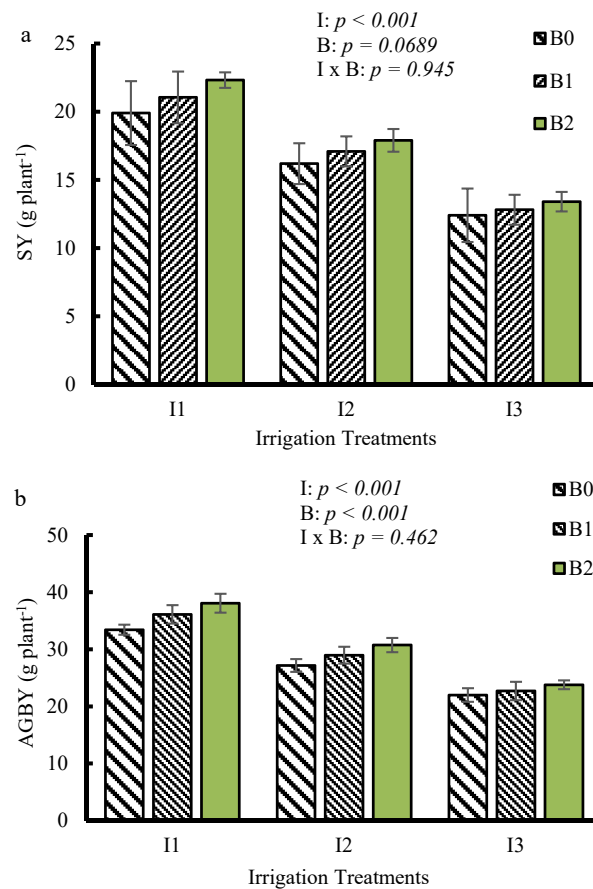 a
I: p < 0.001
B: p = 0.0689
I x B: p = 0.945
B0
B1
B2
25
20
15
10
5
0
SY (g plant-1)
I1 I2 I3
Irrigation Treatments
b
I: p < 0.001
B: p < 0.001
I x B: p = 0.462
B0
B1
B2
50
40
30
20
10
0
AGBY (g plant-1)
I1 I2 I3
Irrigation Treatments